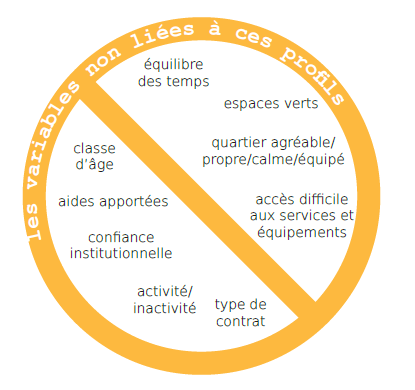 les variables non liées à ces profils
équilibre
des temps
espaces verts
quartier agréable/
propre/calme/équipé
accès difficile
aux services et
équipements
classe
d'âge
aides apportées
confiance
institutionnelle
activité/
inactivité
type de
contrat